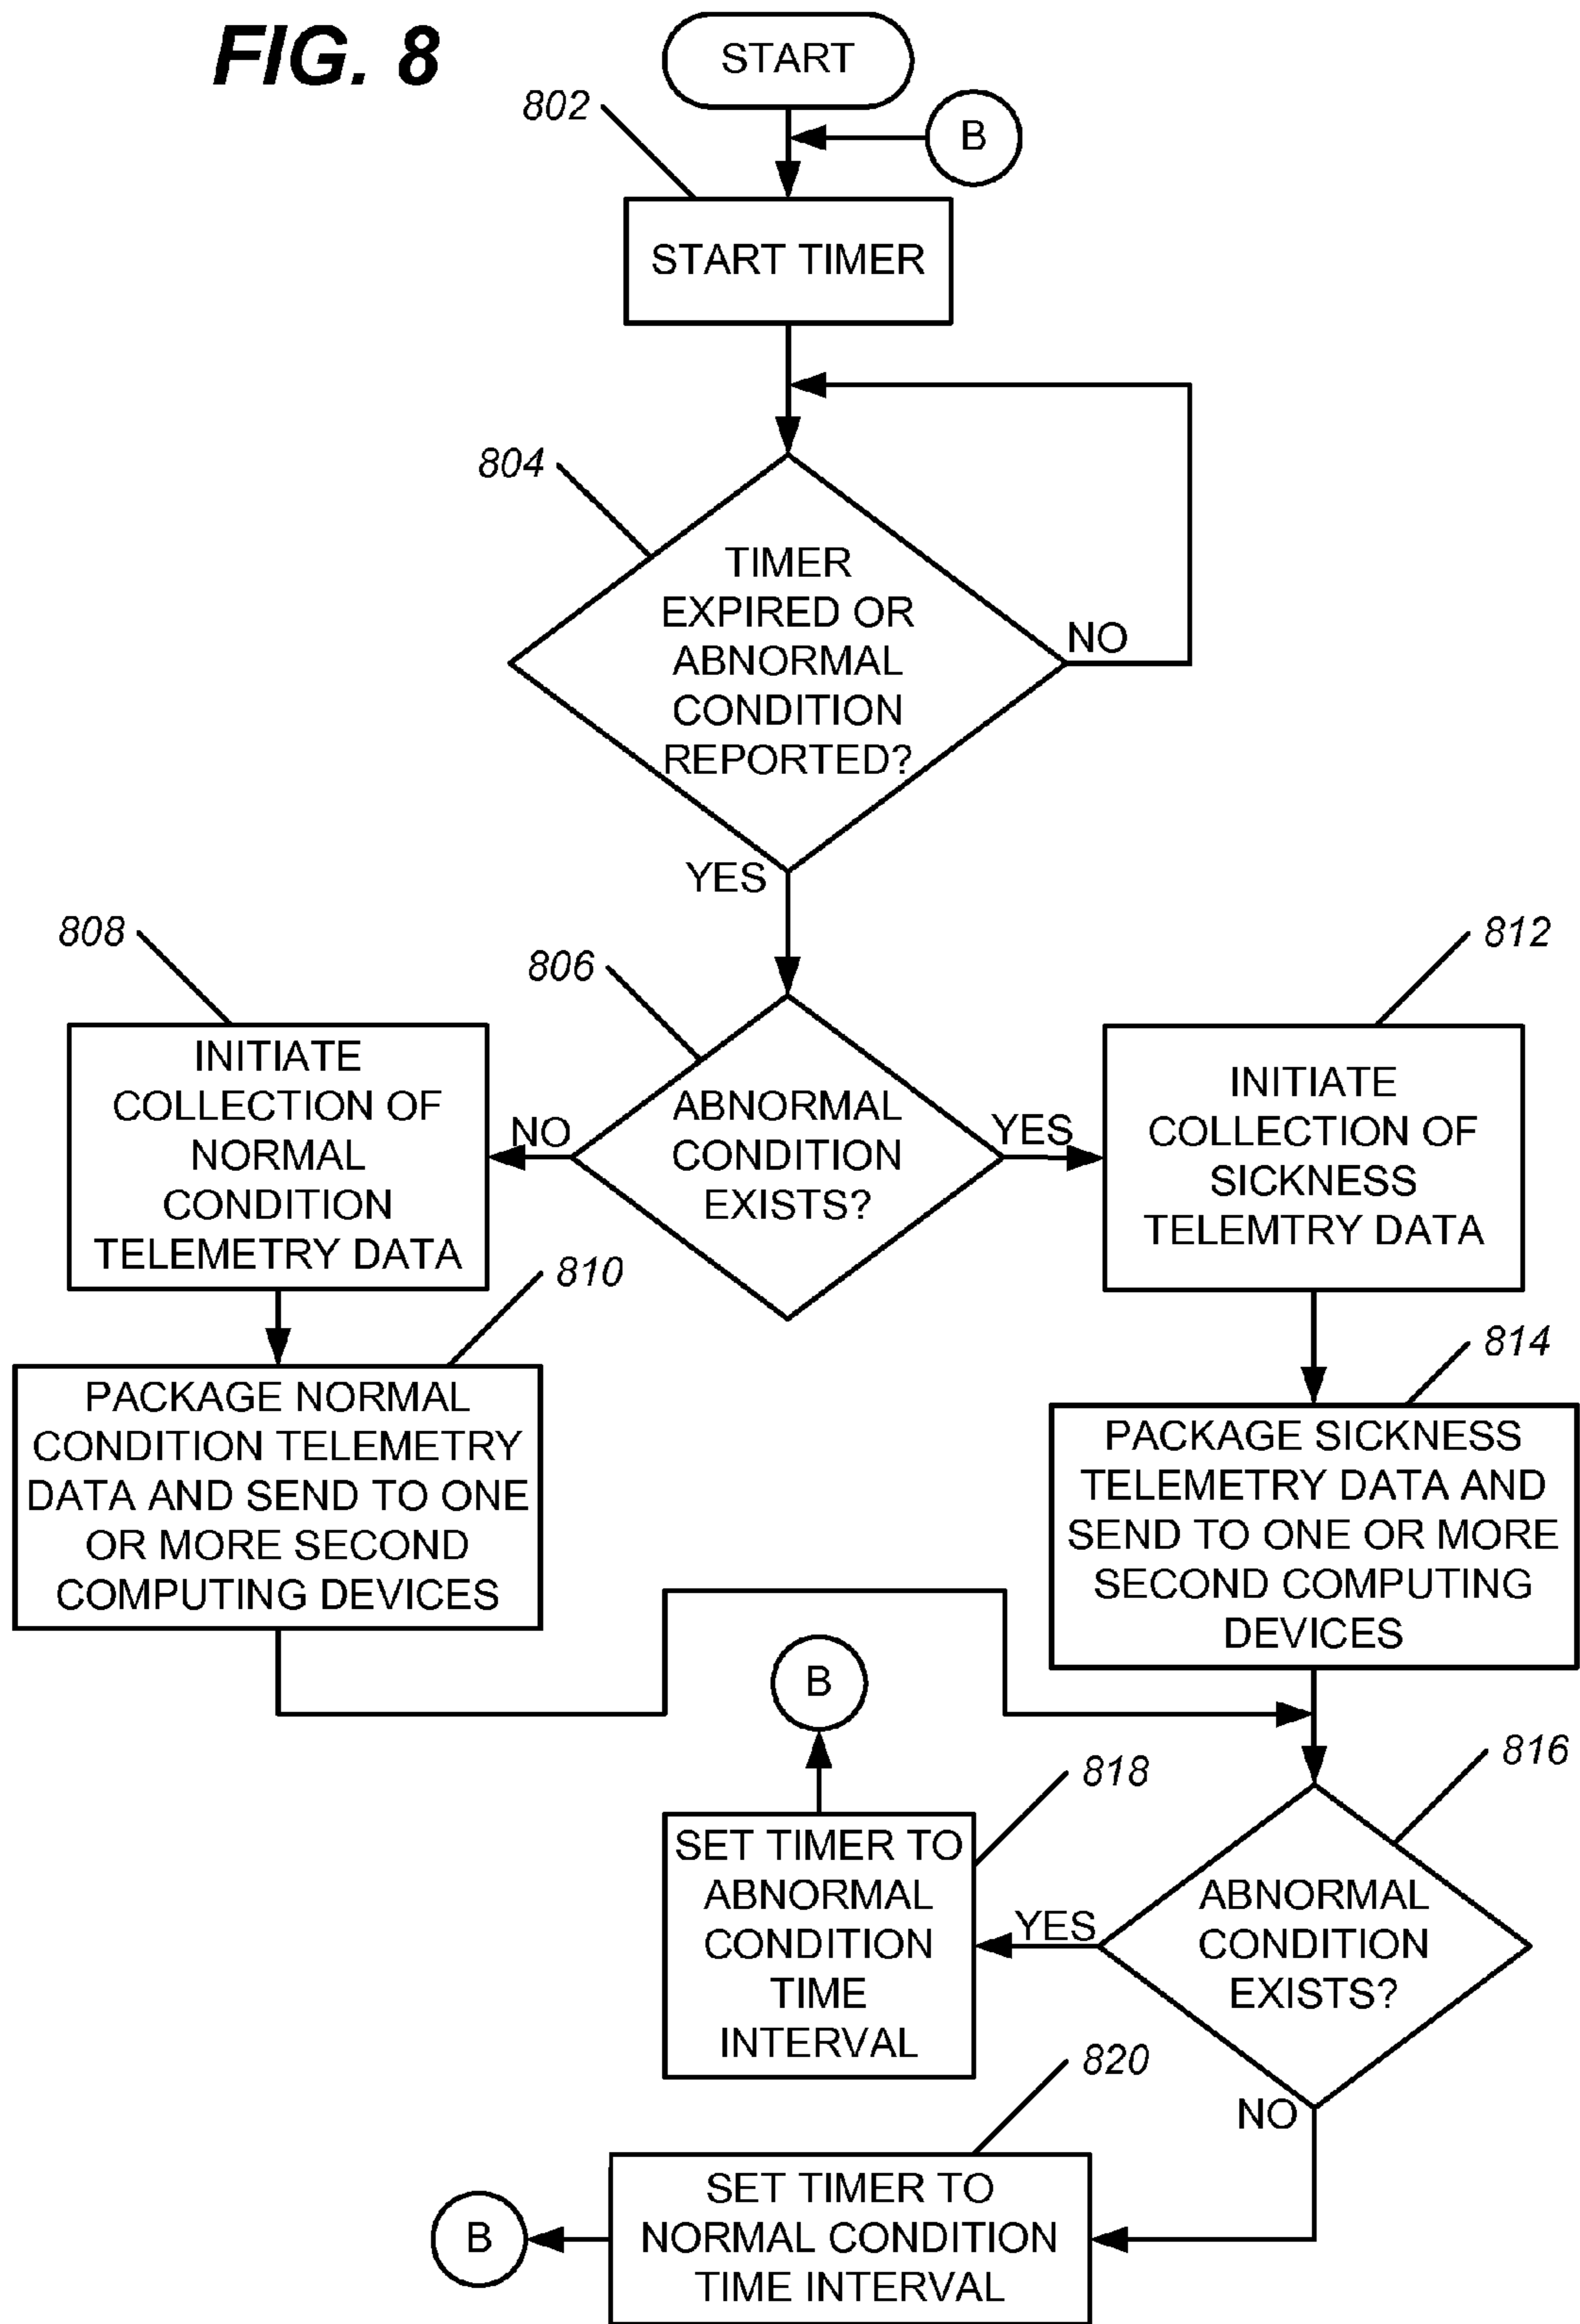 FIG. 8
START
802
B
START TIMER
804
TIMER
EXPIRED OR
ABNORMAL
CONDITION
REPORTED?
NO
YES
808
806
812
INITIATE
COLLECTION OF
NORMAL
CONDITION
TELEMETRY DATA
NO
ABNORMAL
CONDITION
EXISTS?
YES
INITIATE
COLLECTION OF
SICKNESS
TELEMTRY DATA
810
814
PACKAGE NORMAL
CONDITION TELEMETRY
DATA AND SEND TO ONE
OR MORE SECOND
COMPUTING DEVICES
PACKAGE SICKNESS
TELEMETRY DATA AND
SEND TO ONE OR MORE
SECOND COMPUTING
DEVICES
B
818
816
SET TIMER TO
ABNORMAL
CONDITION
TIME
INTERVAL
YES
ABNORMAL
CONDITION
EXISTS?
820
NO
SET TIMER TO
NORMAL CONDITION
TIME INTERVAL
B